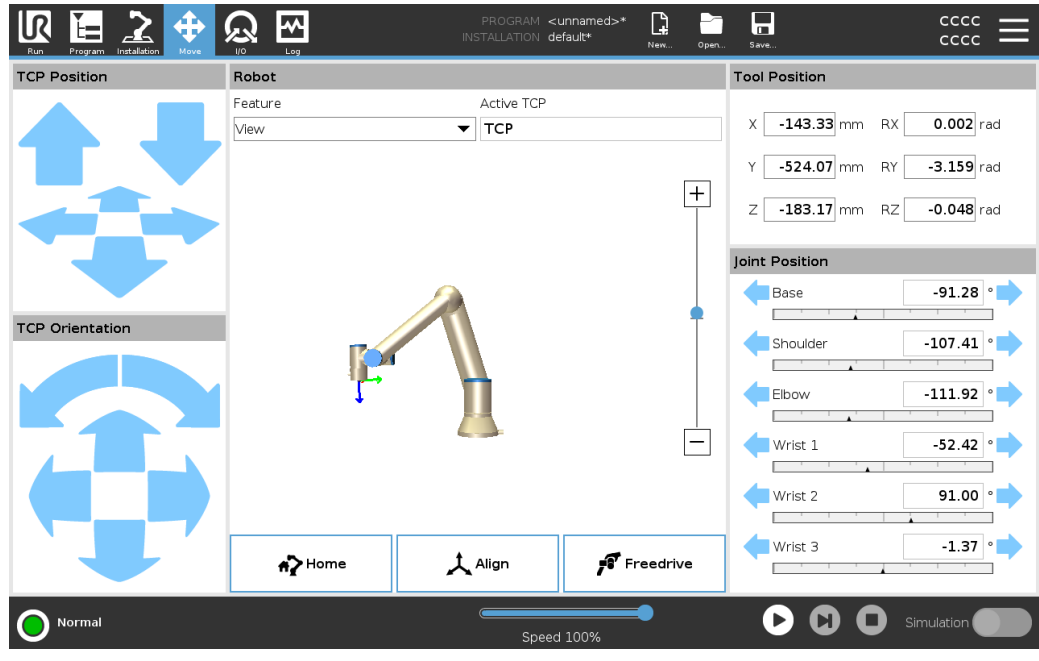 UR
Run
Program
Installation
Move
I/O
Log
PROGRAM <unnamed>*
INSTALLATION default*
New...
Open...
Save...
CCCC
CCCC
TCP Position
Robot
Feature
Active TCP
View
TCP
Tool Position
X -143.33 mm RX 0.002 rad
Y -524.07 mm RY -3.159 rad
Z -183.17 mm RZ -0.048 rad
Joint Position
Base -91.28 °
Shoulder -107.41 °
Elbow -111.92 °
Wrist 1 -52.42 °
Wrist 2 91.00 °
Wrist 3 -1.37 °
TCP Orientation
Home
Align
Freedrive
Normal
Speed 100%
Simulation